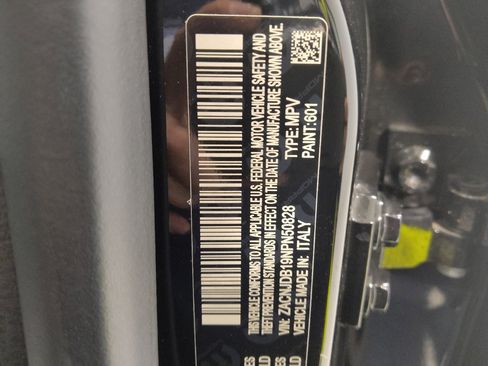 THIS VEHICLE CONFORMS TO ALL APPLICABLE U.S. FEDERAL MOTOR VEHICLE SAFETY AND
THEFT PREVENTION STANDARDS IN EFFECT ON THE DATE OF MANUFACTURE SHOWN ABOVE.
VIN: ZACNJDB19NPN50828 TYPE: MPV
VEHICLE MADE IN: ITALY PAINT: 601